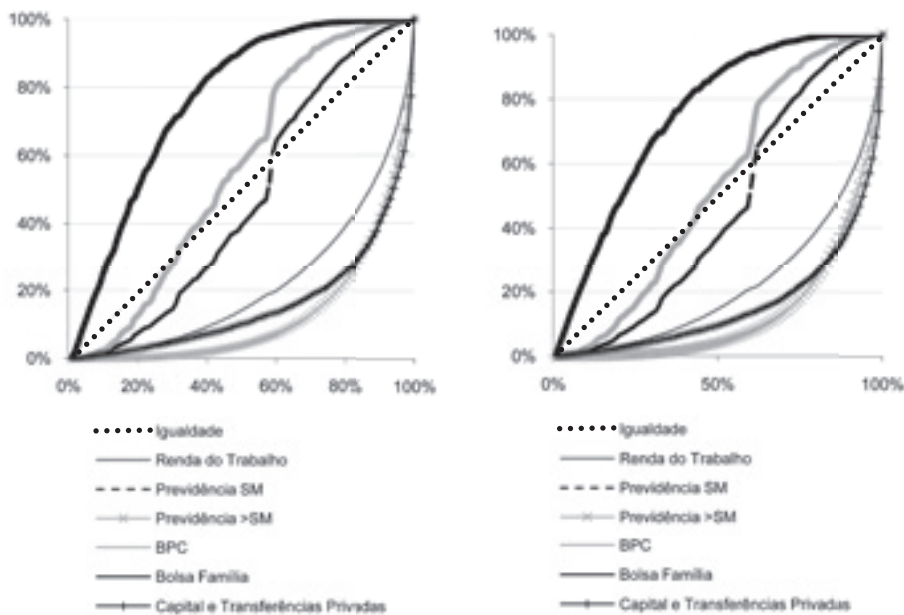 100%
80%
60%
40%
20%
0%
0% 20% 40% 60% 80% 100%
Igualdade
Renda do Trabalho
Previdência SM
Previdência >SM
BPC
Bolsa Família
Capital e Transferências Privadas
100%
80%
60%
40%
20%
0%
0% 50% 100%
Igualdade
Renda do Trabalho
Previdência SM
Previdência >SM
BPC
Bolsa Família
Capital e Transferências Privadas